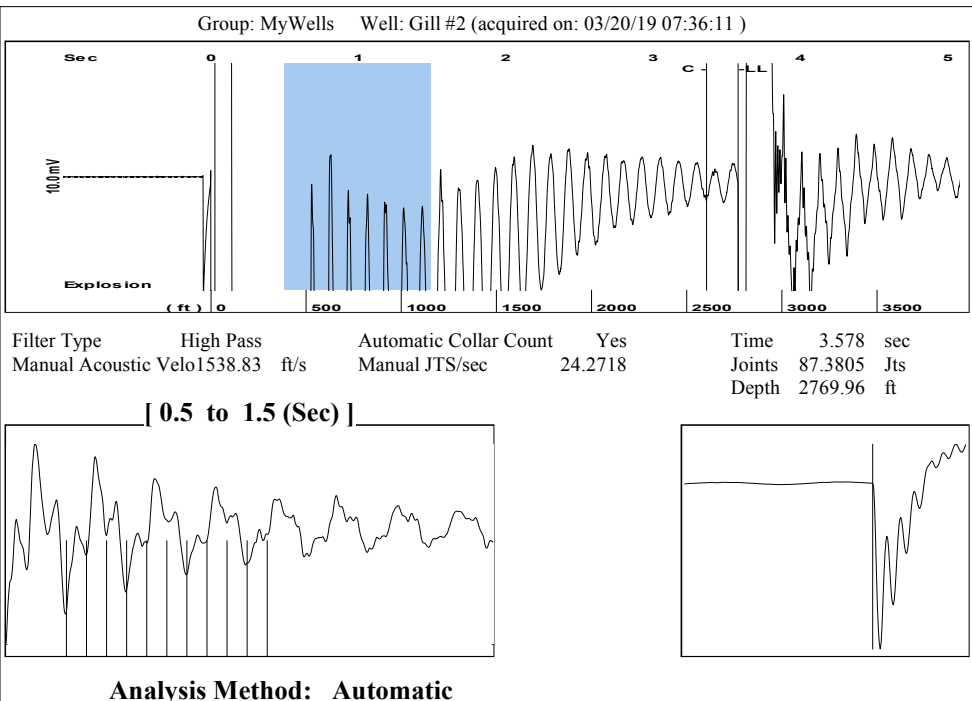 Group: MyWells Well: Gill #2 (acquired on: 03/20/19 07:36:11 )
Sec 0 1 2 3 4 5
C - -LL
10.0 mV
Explosion
( ft ) 0 500 1000 1500 2000 2500 3000 3500
Filter Type High Pass Automatic Collar Count Yes Time 3.578 sec
Manual Acoustic Velo1538.83 ft/s Manual JTS/sec 24.2718 Joints 87.3805 Jts
Depth 2769.96 ft
[ 0.5 to 1.5 (Sec) ]
Analysis Method: Automatic